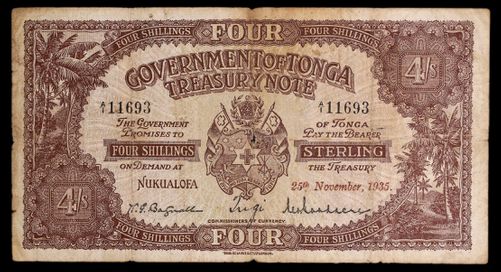 FOUR SHILLINGS FOUR FOUR SHILLINGS
4/s GOVERNMENT OF TONGA 4/s
TREASURY NOTE
A/1 11693 A/1 11693
THE GOVERNMENT OF TONGA
PROMISES TO PAY THE BEARER
FOUR SHILLINGS STERLING
ON DEMAND AT THE TREASURY
NUKUALOFA 25th November, 1935.
4/s 4/s
COMMISSIONERS OF CURRENCY.
FOUR SHILLINGS FOUR FOUR SHILLINGS